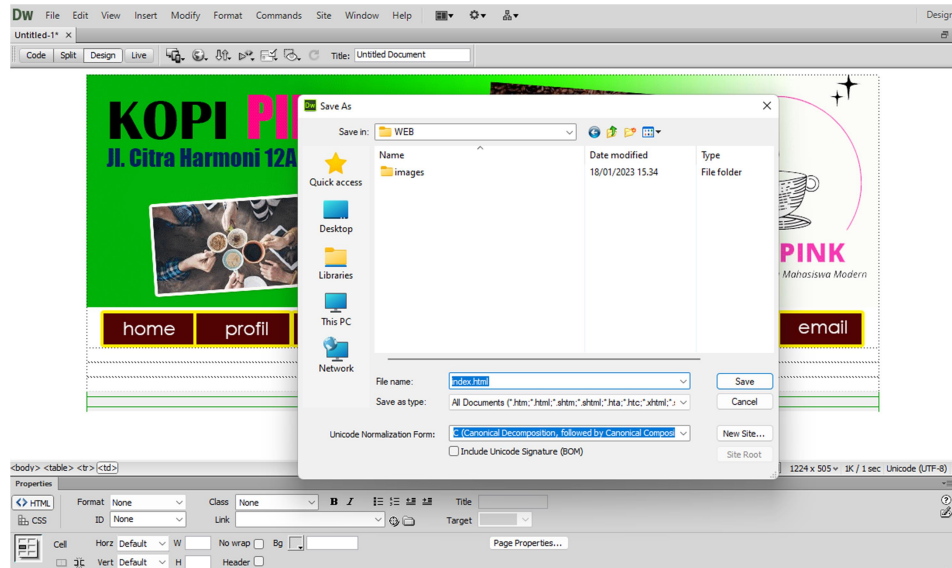 Dw File Edit View Insert Modify Format Commands Site Window Help Design
Untitled-1* ×
Code Split Design Live Title: Untitled Document
KOPI
Jl. Citra Harmoni 12A
Save As
Save in: WEB
Name Date modified Type
images 18/01/2023 15.34 File folder
Quick access
Desktop
Libraries
This PC
Network
File name: index.html Save
Save as type: All Documents (*.htm;*.html;*.shtm;*.shtml;*.hta;*.htc;*.xhtml;* Cancel
Unicode Normalization Form: C (Canonical Decomposition, followed by Canonical Composi New Site...
Include Unicode Signature (BOM) Site Root
PINK
Mahasiswa Modern
home profil email
<body> <table> <tr> <td> 1224 x 505 1K / 1 sec Unicode (UTF-8)
Properties
<> HTML Format None Class None B I Title
CSS ID None Link Target
Cell Horz Default W No wrap Bg Page Properties...
Vert Default H Header